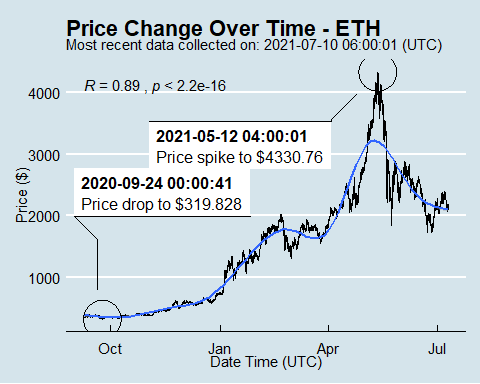 Price Change Over Time - ETH
Most recent data collected on: 2021-07-10 06:00:01 (UTC)
R = 0.89 , p < 2.2e-16
2021-05-12 04:00:01
Price spike to $4330.76
2020-09-24 00:00:41
Price drop to $319.828
Price ($)
4000
3000
2000
1000
Oct Jan Apr Jul
Date Time (UTC)